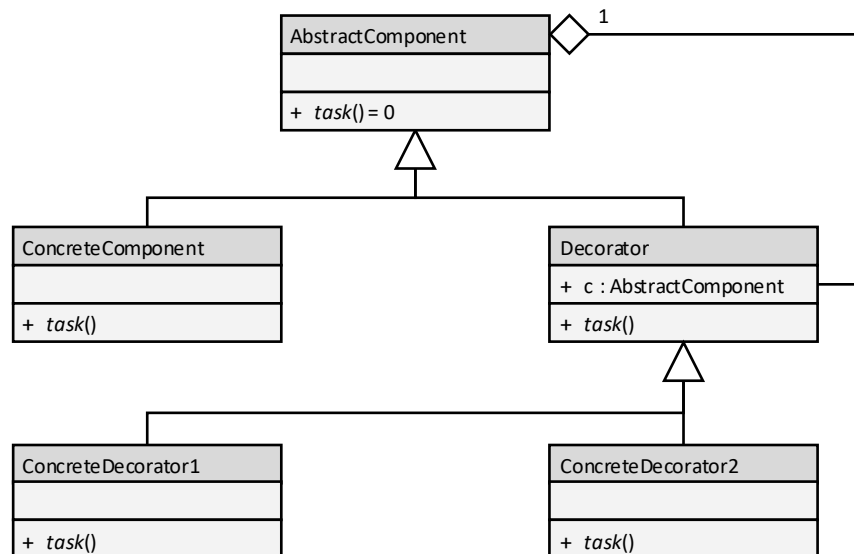 AbstractComponent
1
+ task() = 0
ConcreteComponent
+ task()
Decorator
+ c : AbstractComponent
+ task()
ConcreteDecorator1
+ task()
ConcreteDecorator2
+ task()